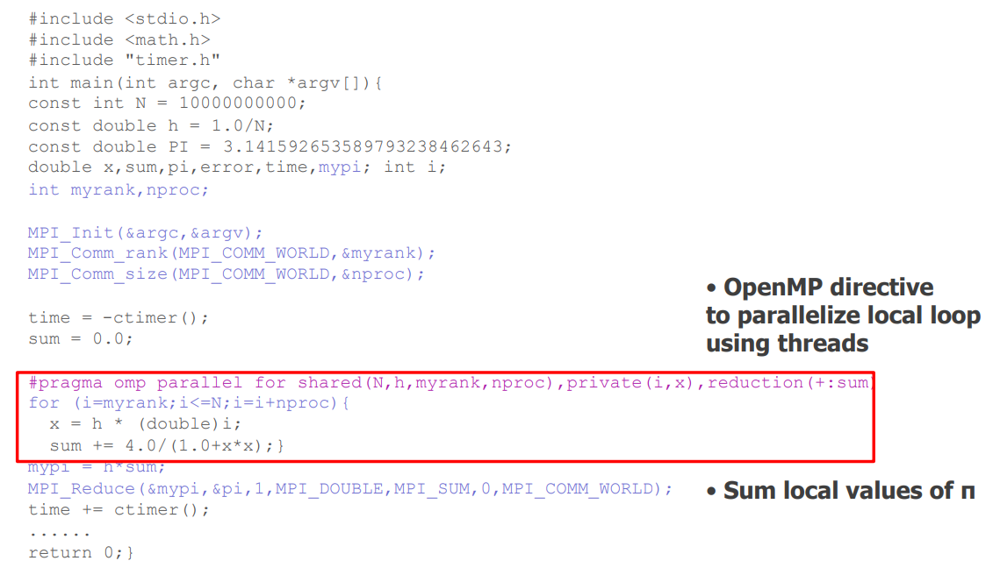 #include <stdio.h>
#include <math.h>
#include "timer.h"
int main(int argc, char *argv[]){
const int N = 10000000000;
const double h = 1.0/N;
const double PI = 3.141592653589793238462643;
double x,sum,pi,error,time,mypi; int i;
int myrank,nproc;
MPI_Init(&argc,&argv);
MPI_Comm_rank(MPI_COMM_WORLD,&myrank);
MPI_Comm_size(MPI_COMM_WORLD,&nproc);
time = -ctimer();
sum = 0.0;
#pragma omp parallel for shared(N,h,myrank,nproc),private(i,x),reduction(+:sum)
for (i=myrank;i<=N;i=i+nproc){
x = h * (double)i;
sum += 4.0/(1.0+x*x);}
mypi = h*sum;
MPI_Reduce(&mypi,&pi,1,MPI_DOUBLE,MPI_SUM,0,MPI_COMM_WORLD);
time += ctimer();
......
return 0;}
• OpenMP directive
to parallelize local loop
using threads
• Sum local values of π